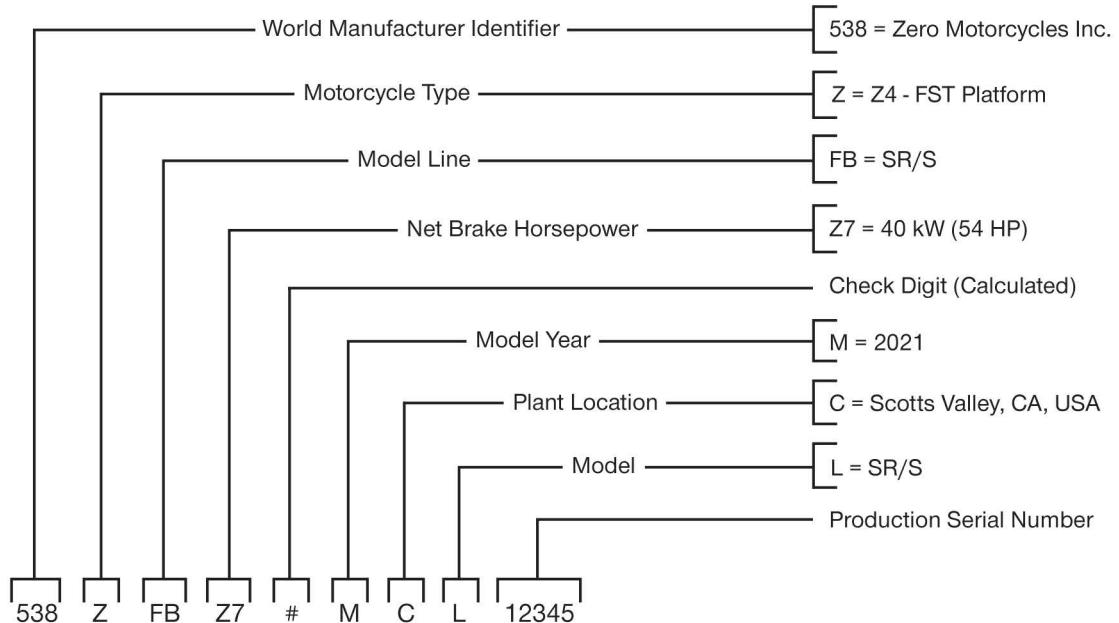 World Manufacturer Identifier 538 = Zero Motorcycles Inc.
Motorcycle Type Z = Z4 - FST Platform
Model Line FB = SR/S
Net Brake Horsepower Z7 = 40 kW (54 HP)
Check Digit (Calculated)
Model Year M = 2021
Plant Location C = Scotts Valley, CA, USA
Model L = SR/S
Production Serial Number
538 Z FB Z7 # M C L 12345